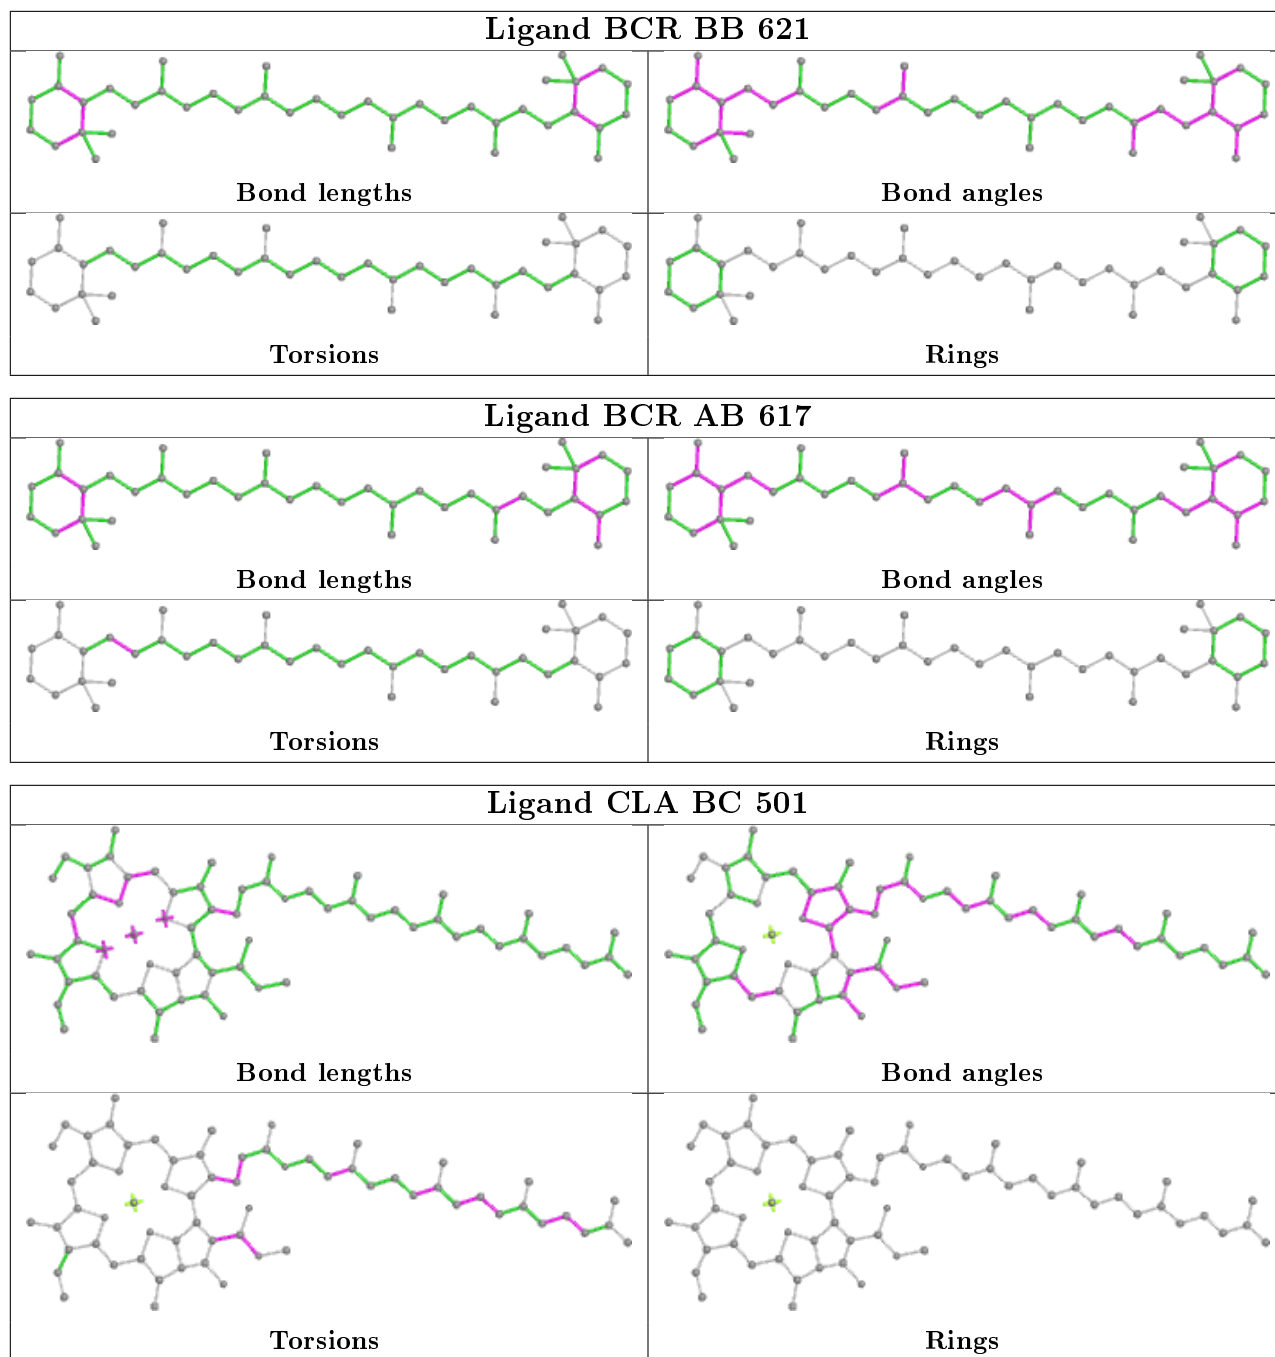 Ligand BCR BB 621
Bond lengths
Bond angles
Torsions
Rings
Ligand BCR AB 617
Bond lengths
Bond angles
Torsions
Rings
Ligand CLA BC 501
Bond lengths
Bond angles
Torsions
Rings